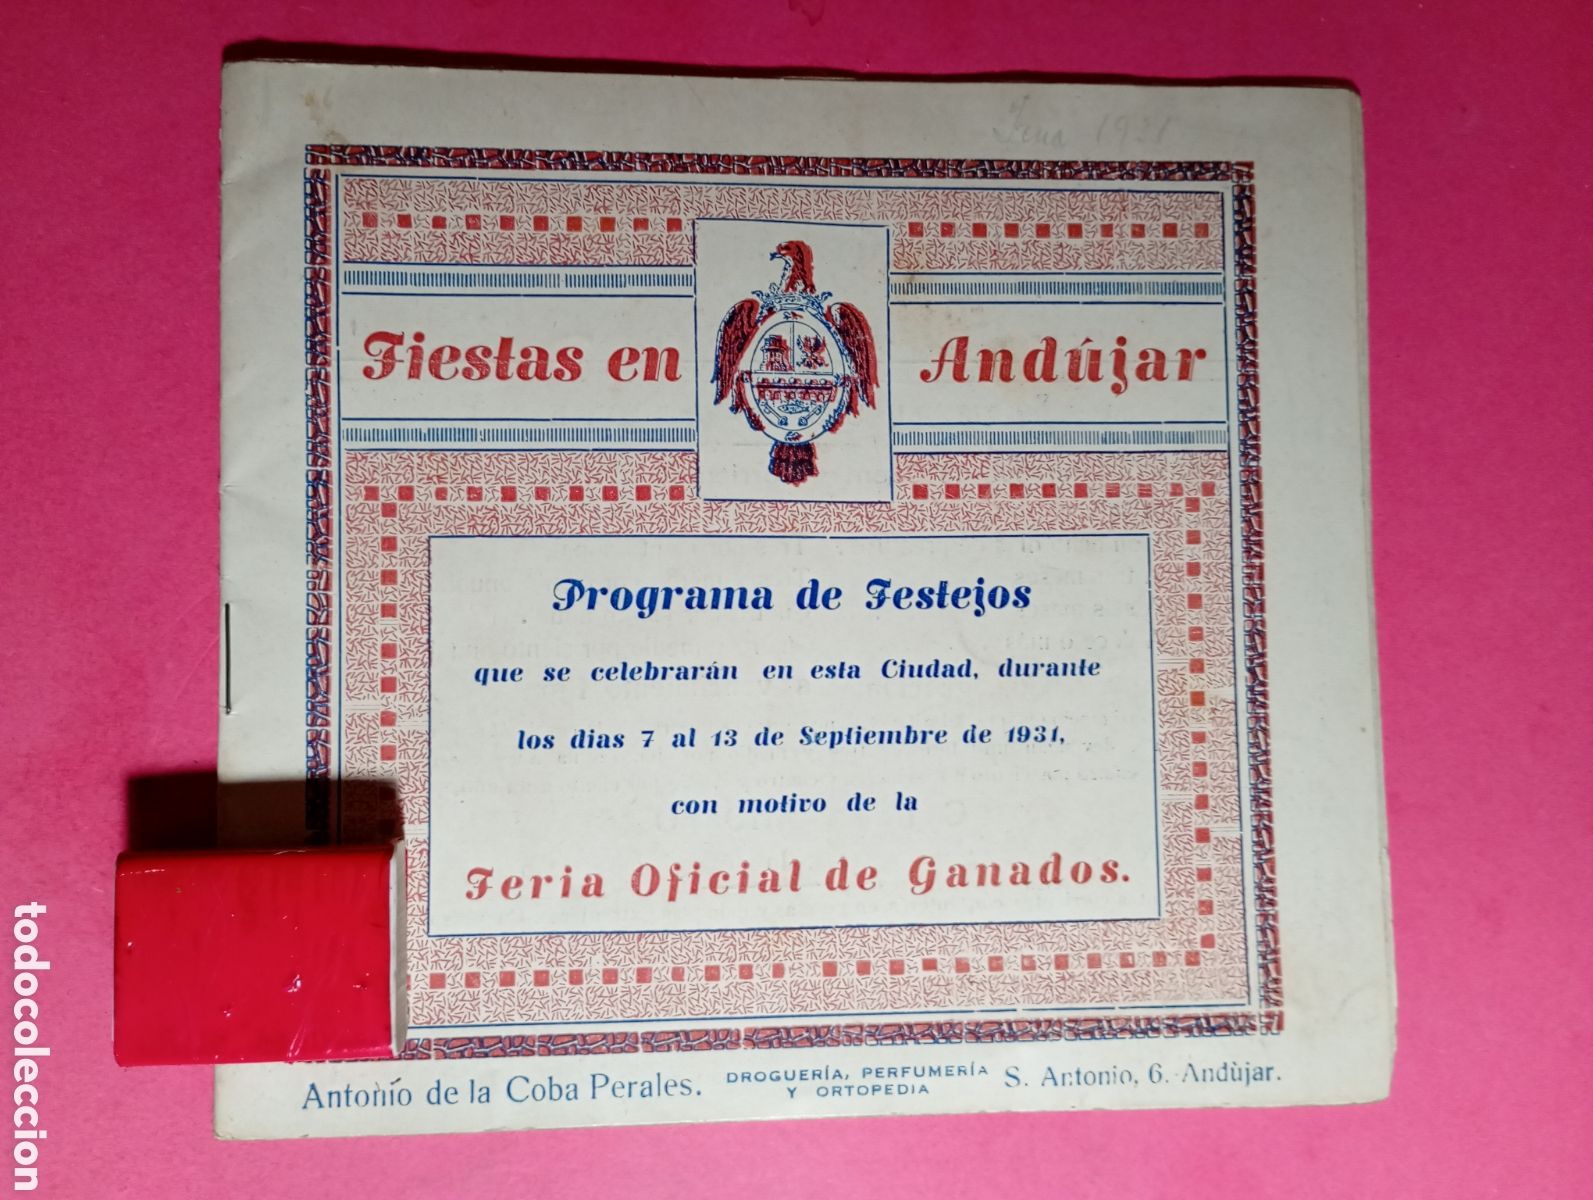 Feria 1931
Fiestas en Andújar
Programa de Festejos
que se celebrarán en esta Ciudad, durante
los dias 7 al 13 de Septiembre de 1931,
con motivo de la
Feria Oficial de Ganados.
Antonio de la Coba Perales.
DROGUERÍA, PERFUMERÍA
Y ORTOPEDIA
S. Antonio, 6.-Andùjar.
todocoleccion